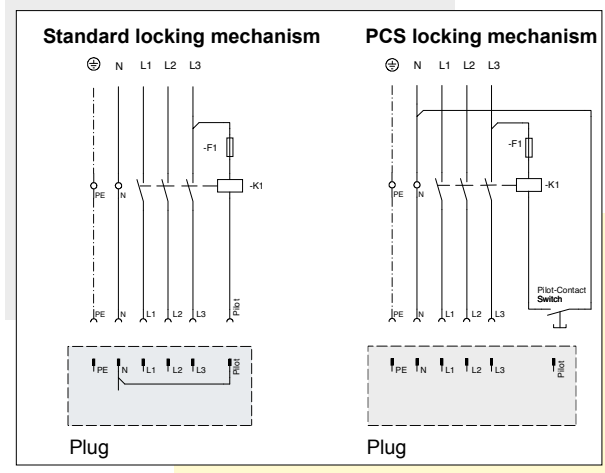 Standard locking mechanism
N L1 L2 L3
-F1
-K1
PE N
PE N L1 L2 L3 Pilot
PE N L1 L2 L3 Pilot
Plug
PCS locking mechanism
N L1 L2 L3
-F1
-K1
PE N
Pilot-Contact
Switch
PE N L1 L2 L3
PE N L1 L2 L3 Pilot
Plug